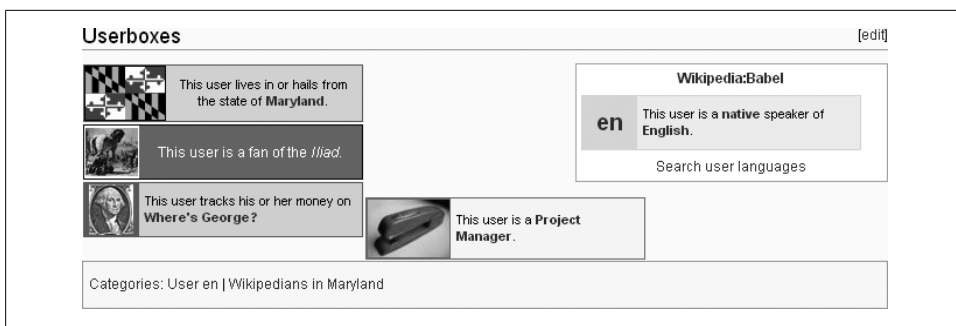 Userboxes
[edit]
This user lives in or hails from
the state of Maryland.
This user is a fan of the Iliad.
This user tracks his or her money on
Where's George?
This user is a Project
Manager.
Wikipedia:Babel
en
This user is a native speaker of
English.
Search user languages
Categories: User en | Wikipedians in Maryland